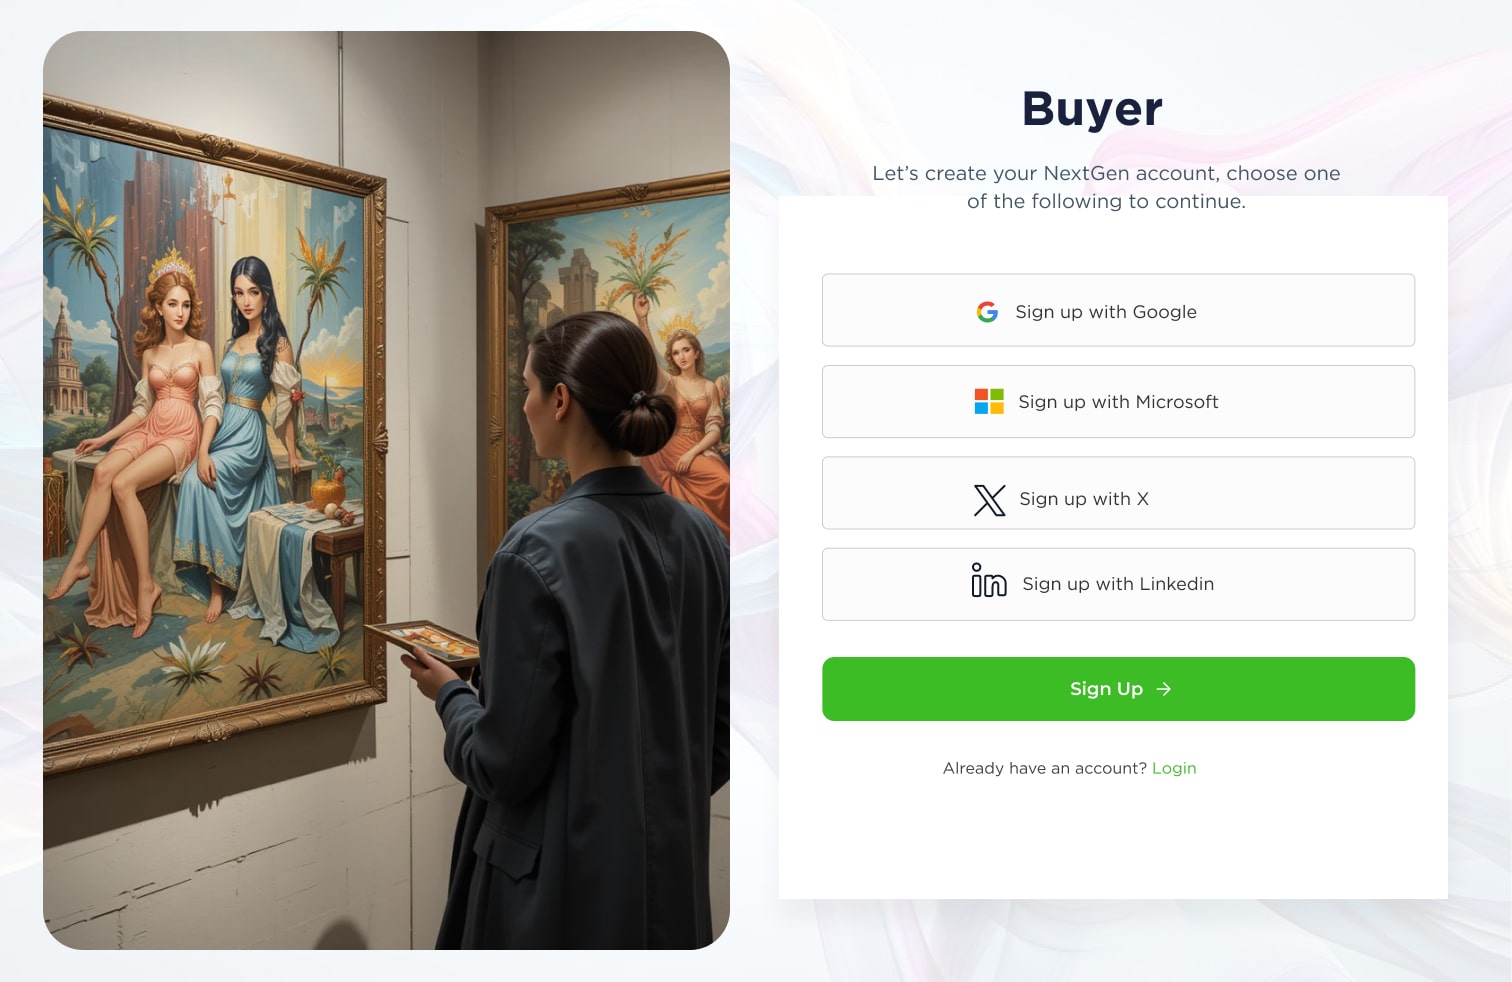 Buyer
Let’s create your NextGen account, choose one
of the following to continue.
Sign up with Google
Sign up with Microsoft
Sign up with X
Sign up with Linkedin
Sign Up →
Already have an account? Login